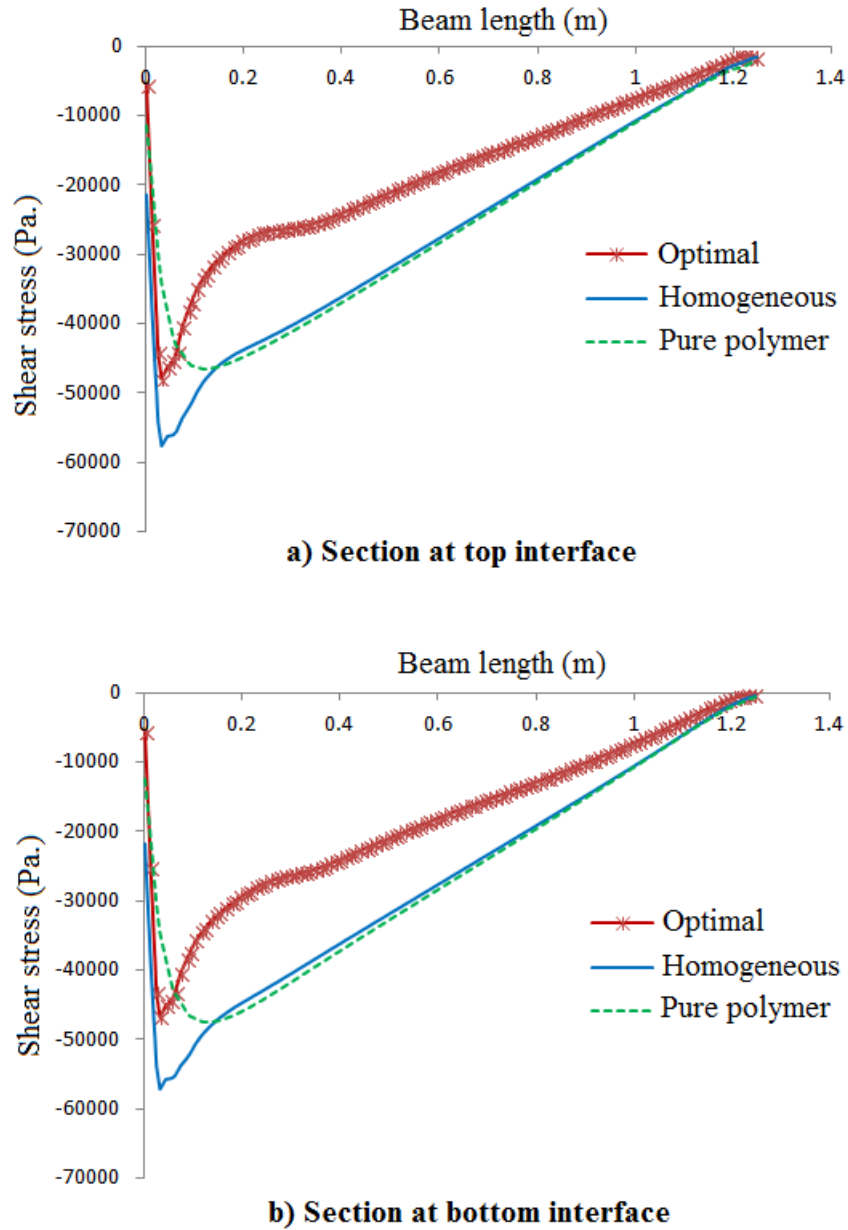 Beam length (m)
0
0 0.2 0.4 0.6 0.8 1 1.2 1.4
-10000
-20000
-30000
-40000
-50000
-60000
-70000
Shear stress (Pa.)
Optimal
Homogeneous
Pure polymer
a) Section at top interface
Beam length (m)
0
0 0.2 0.4 0.6 0.8 1 1.2 1.4
-10000
-20000
-30000
-40000
-50000
-60000
-70000
Shear stress (Pa.)
Optimal
Homogeneous
Pure polymer
b) Section at bottom interface